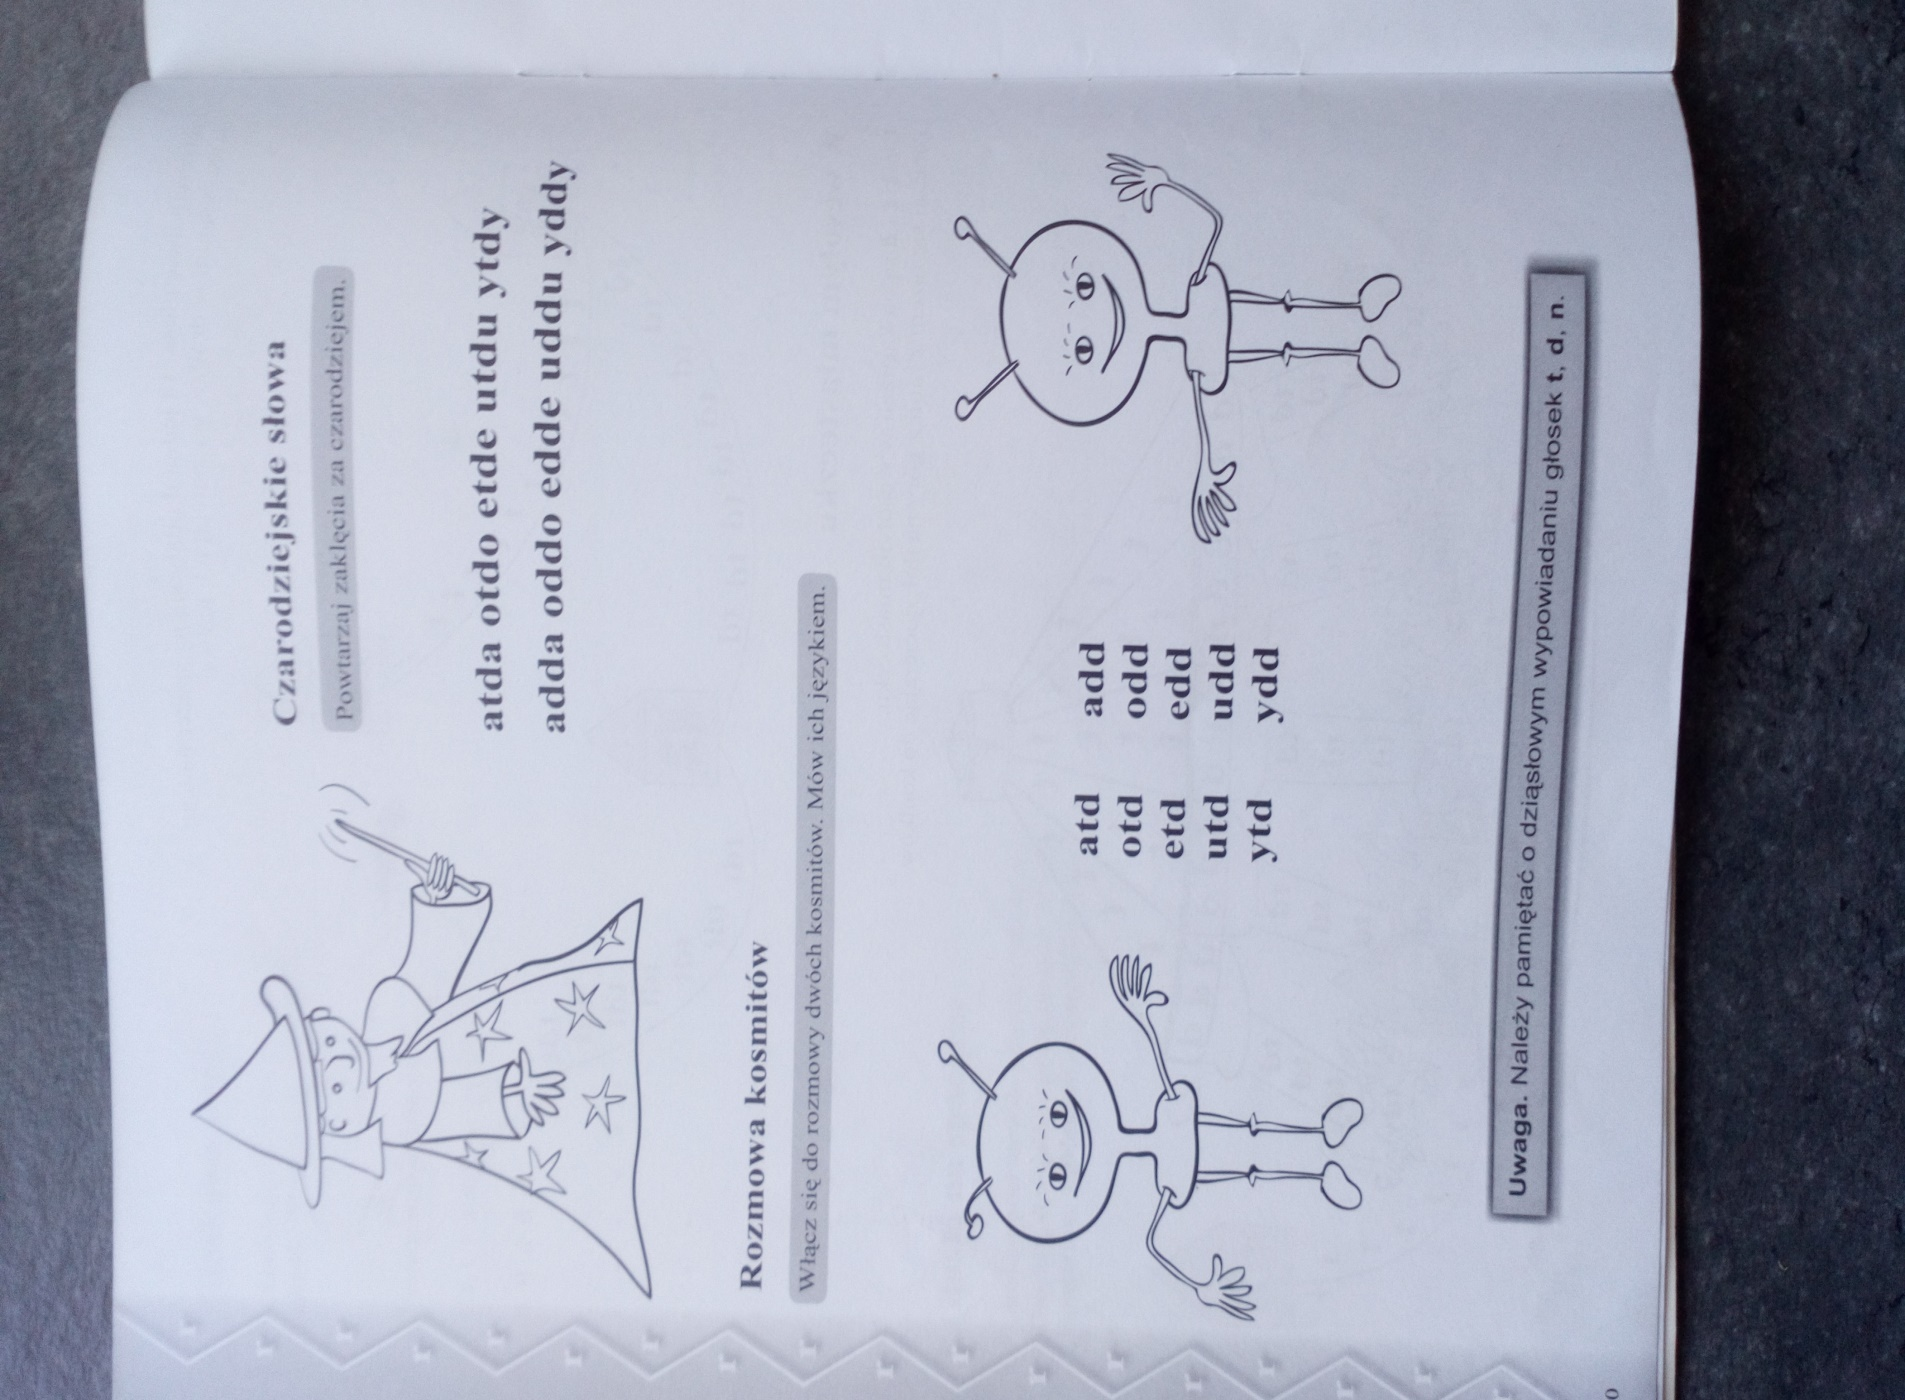 Czarodziejskie słowa
Powtarzaj zaklęcia za czarodziejem.
atda otdo etde utdu ytdy
adda oddo edde uddu yddy
Rozmowa kosmitów
Włącz się do rozmowy dwóch kosmitów. Mów ich językiem.
atd add
otd odd
etd edd
utd udd
ytd ydd
Uwaga. Należy pamiętać o dziąsłowym wypowiadaniu głosek t, d, n.